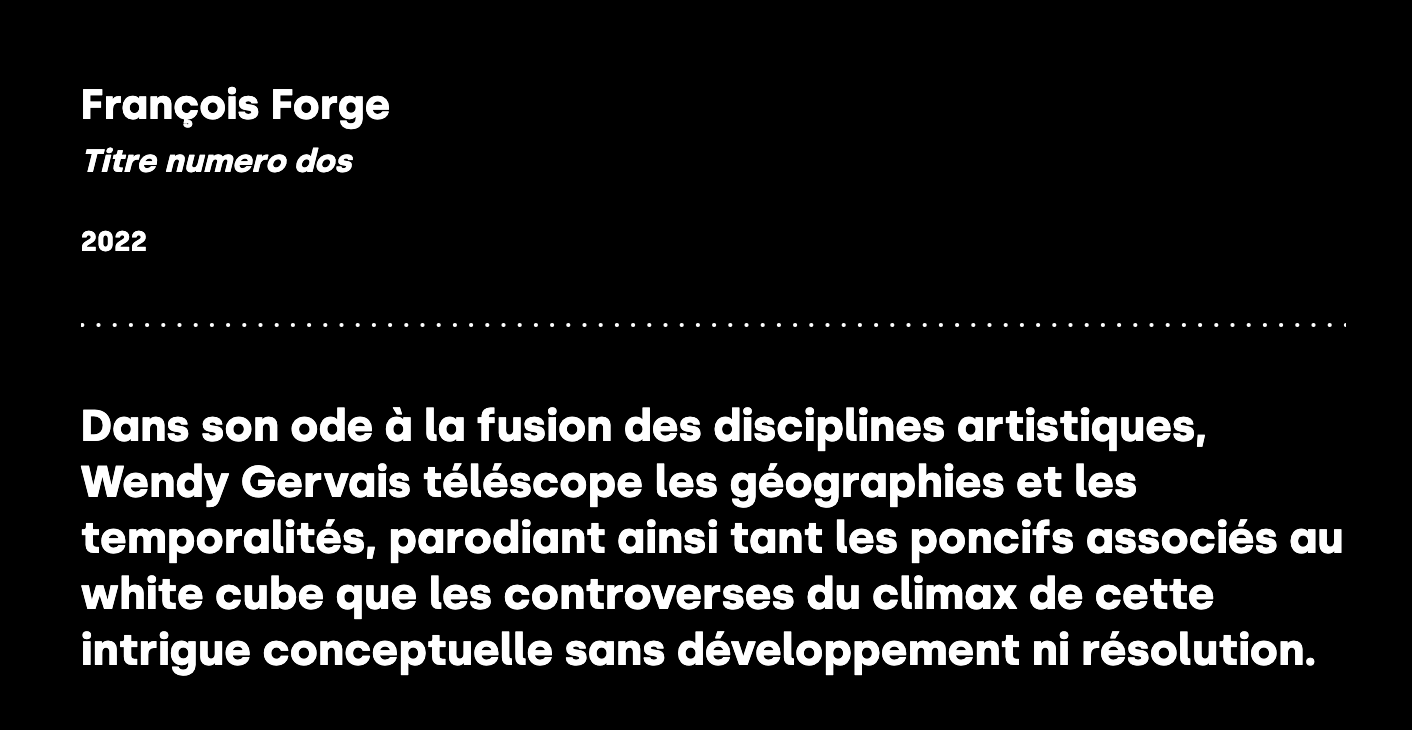 François Forge
Titre numero dos
2022
Dans son ode à la fusion des disciplines artistiques,
Wendy Gervais téléscope les géographies et les
temporalités, parodiant ainsi tant les poncifs associés au
white cube que les controverses du climax de cette
intrigue conceptuelle sans développement ni résolution.